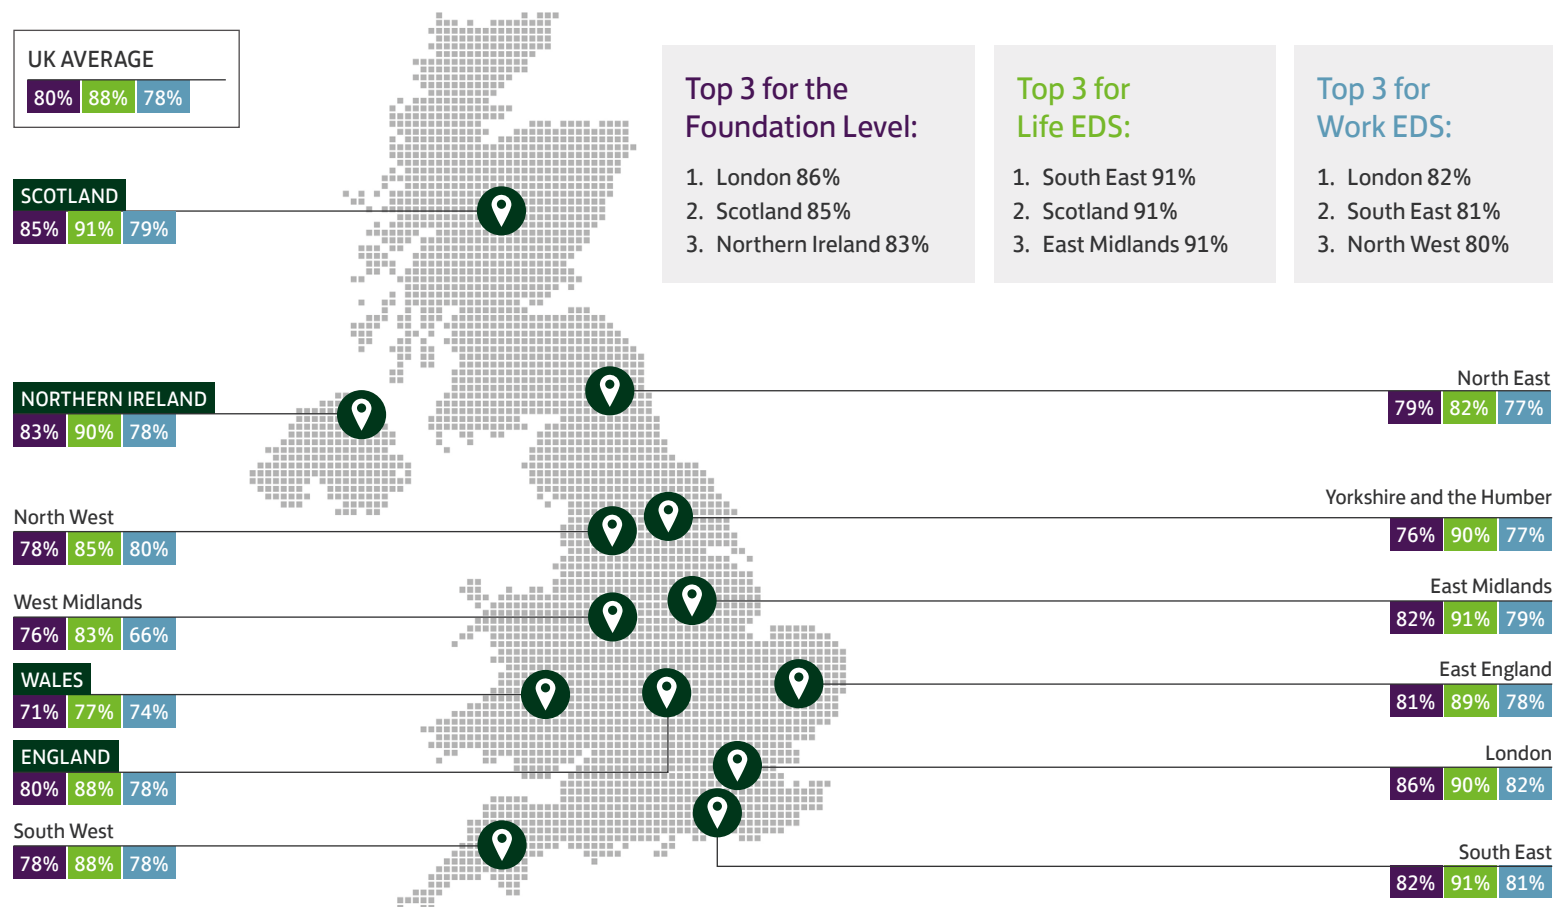 UK AVERAGE
80% 88% 78%
Top 3 for the
Foundation Level:
1. London 86%
2. Scotland 85%
3. Northern Ireland 83%
Top 3 for
Life EDS:
1. South East 91%
2. Scotland 91%
3. East Midlands 91%
Top 3 for
Work EDS:
1. London 82%
2. South East 81%
3. North West 80%
SCOTLAND
85% 91% 79%
NORTHERN IRELAND
83% 90% 78%
North West
78% 85% 80%
West Midlands
76% 83% 66%
WALES
71% 77% 74%
ENGLAND
80% 88% 78%
South West
78% 88% 78%
North East
79% 82% 77%
Yorkshire and the Humber
76% 90% 77%
East Midlands
82% 91% 79%
East England
81% 89% 78%
London
86% 90% 82%
South East
82% 91% 81%